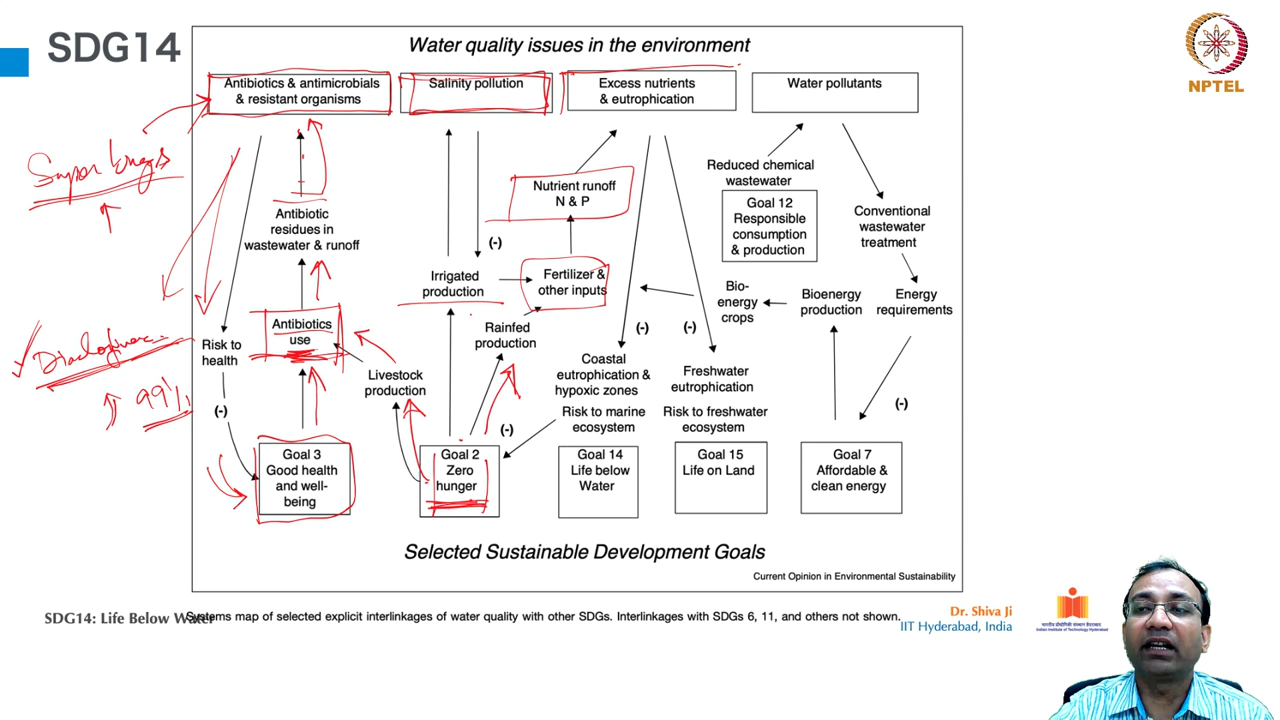 SDG14
Water quality issues in the environment
NPTEL
Antibiotics & antimicrobials
& resistant organisms
Salinity pollution
Excess nutrients
& eutrophication
Water pollutants
Reduced chemical
wastewater
Goal 12
Responsible
consumption
& production
Nutrient runoff
N & P
Antibiotic
residues in
wastewater & runoff
Conventional
wastewater
treatment
(-)
Irrigated
production
Fertilizer &
other inputs
Bio-
energy
crops
Bioenergy
production
Energy
requirements
Antibiotics
use
Rainfed
production
(-)
(-)
Risk to
health
Livestock
production
Coastal
eutrophication &
hypoxic zones
Freshwater
eutrophication
99%
(-)
(-)
(-)
Risk to marine
ecosystem
Risk to freshwater
ecosystem
Goal 3
Good health
and well-
being
Goal 2
Zero
hunger
Goal 14
Life below
Water
Goal 15
Life on Land
Goal 7
Affordable &
clean energy
Selected Sustainable Development Goals
Current Opinion in Environmental Sustainability
SDG14: Life Below Water
Systems map of selected explicit interlinkages of water quality with other SDGs. Interlinkages with SDGs 6, 11, and others not shown.
Dr. Shiva Ji
IIT Hyderabad, India
Indian Institute of Technology Hyderabad